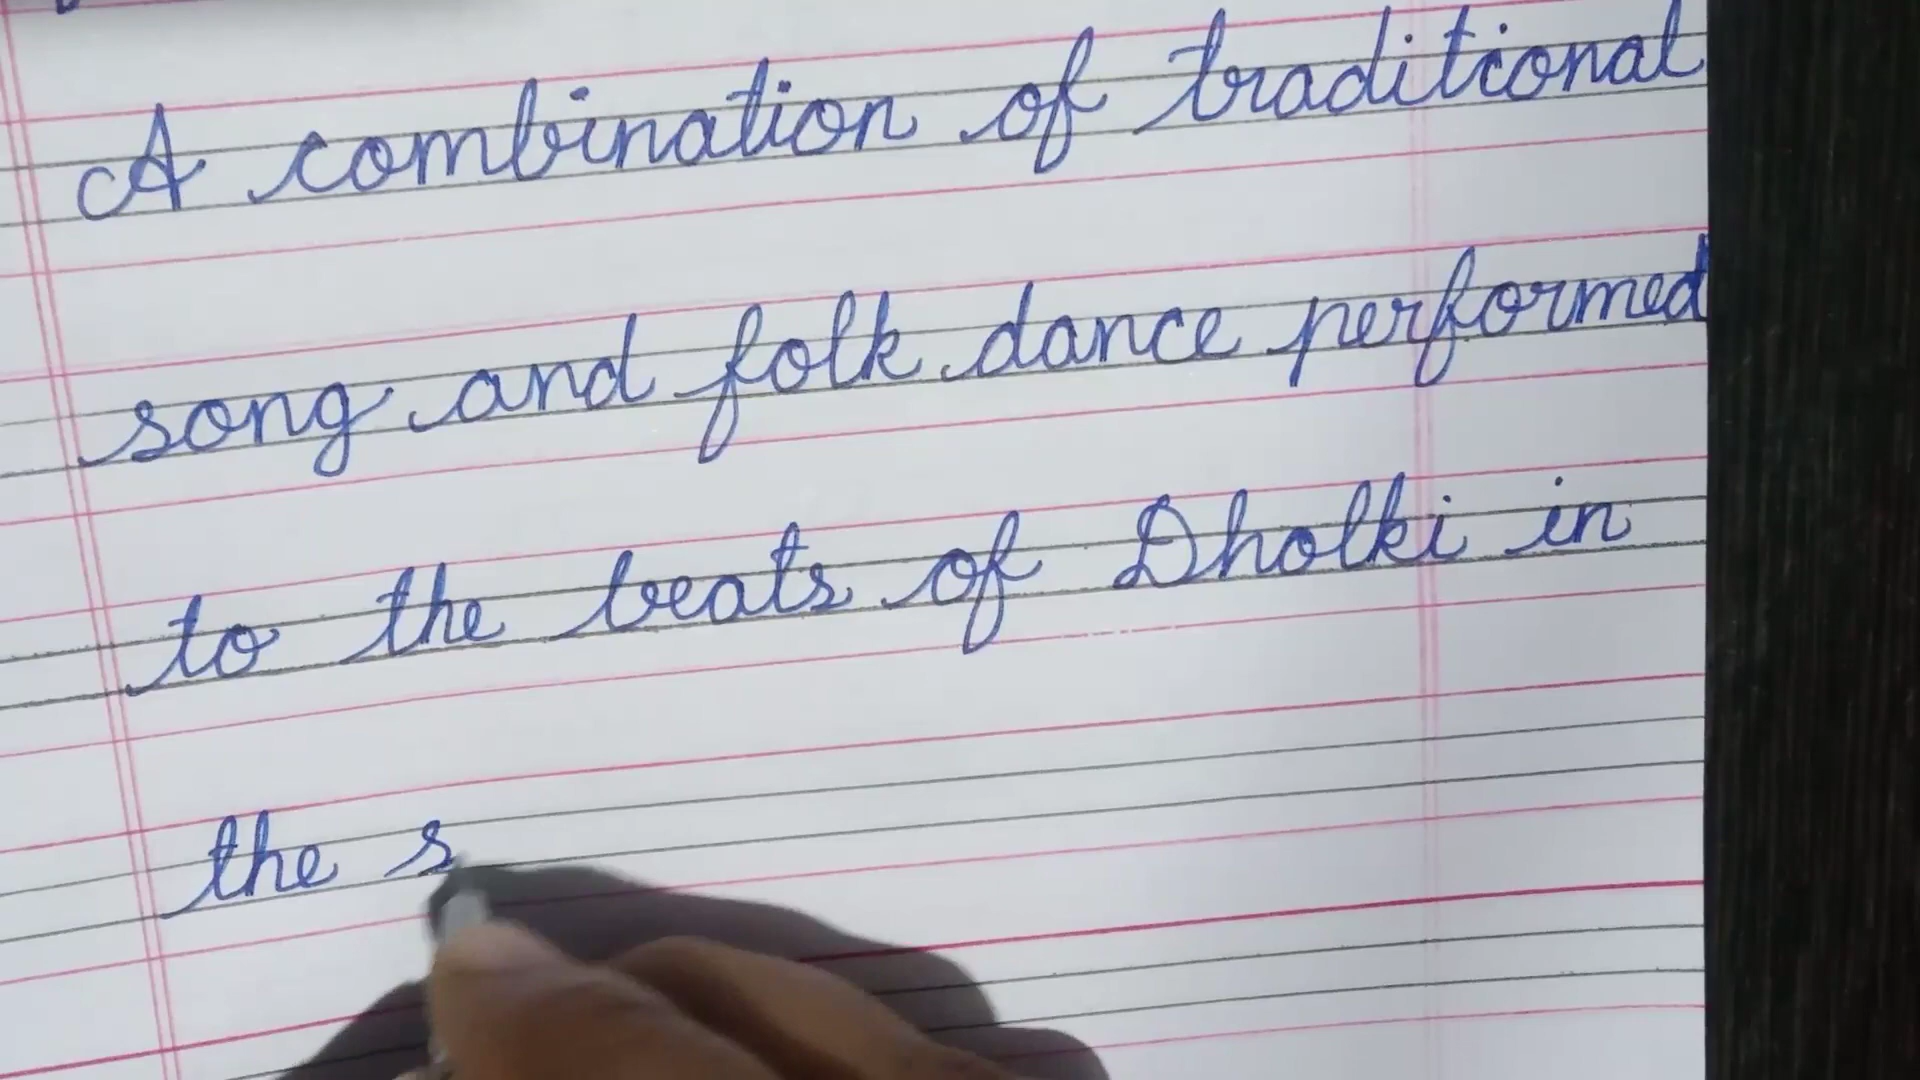 A combination of traditional
song and folk dance performed
to the beats of Dholki in
the s